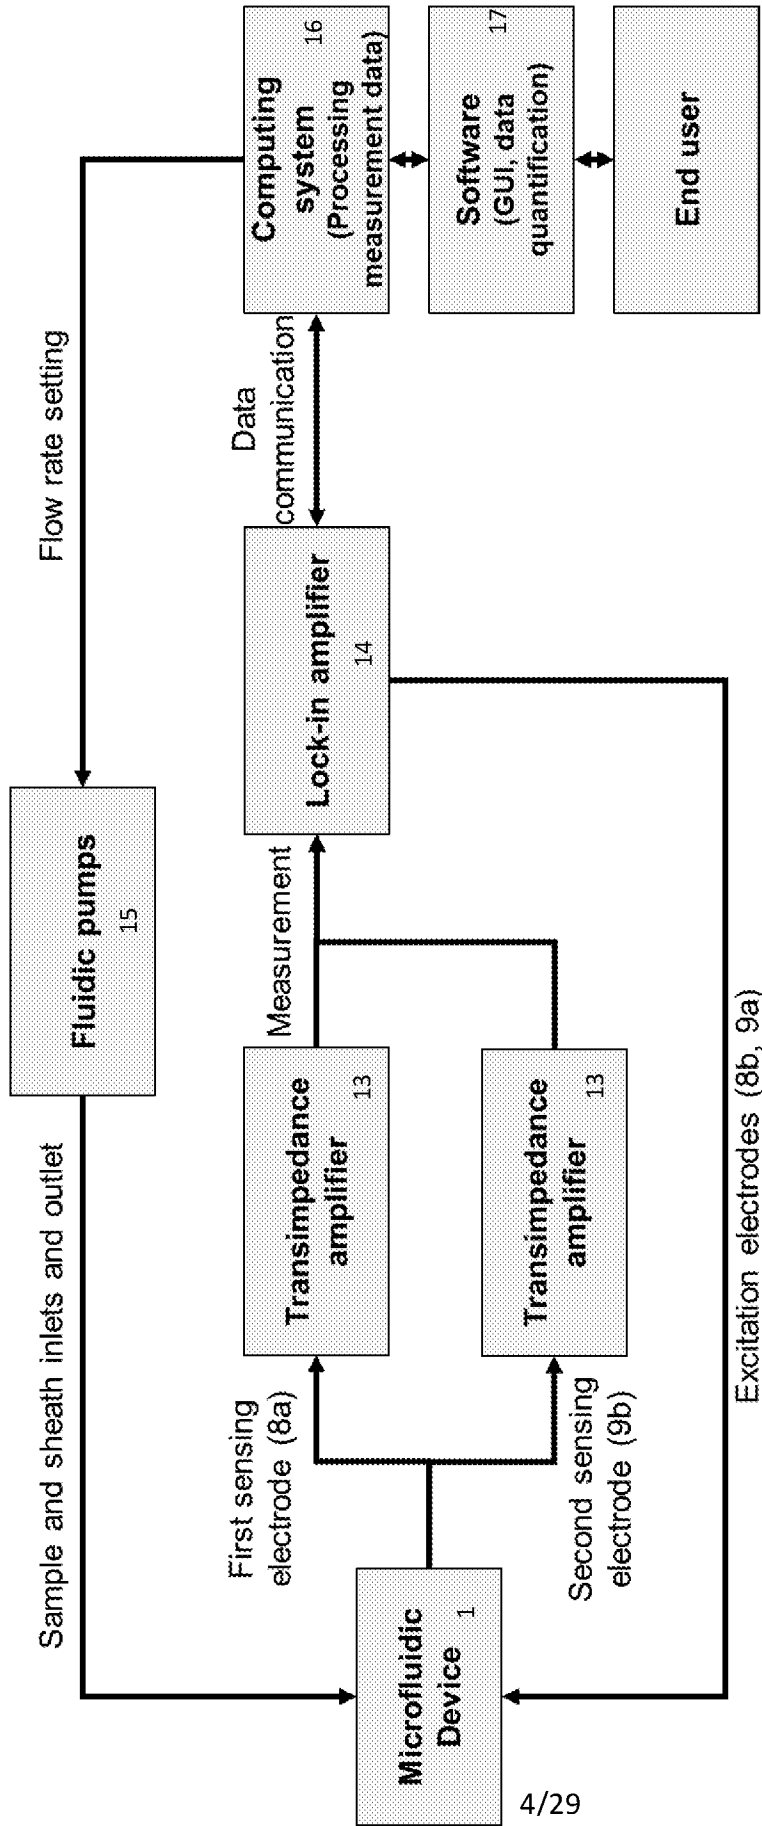 Sample and sheath inlets and outlet
Fluidic pumps
15
Flow rate setting
Microfluidic
Device
1
First sensing
electrode (8a)
Second sensing
electrode (9b)
Transimpedance
amplifier
13
Transimpedance
amplifier
13
Measurement
Lock-in amplifier
14
Data
communication
Computing
system
(Processing
measurement data)
16
Software
(GUI, data
quantification)
17
End user
Excitation electrodes (8b, 9a)
4/29